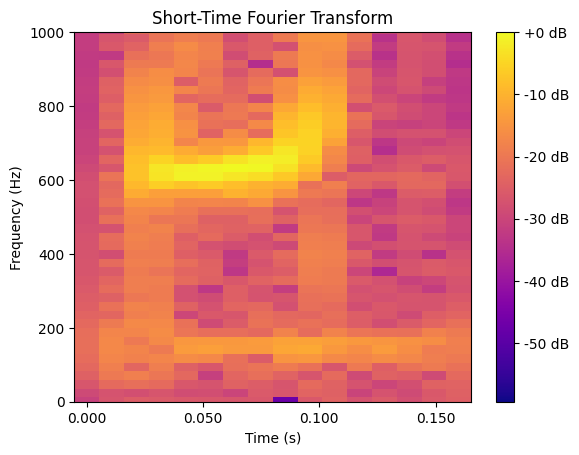 Short-Time Fourier Transform
1000
800
600
400
200
0
Frequency (Hz)
0.000
0.050
0.100
0.150
Time (s)
+0 dB
-10 dB
-20 dB
-30 dB
-40 dB
-50 dB